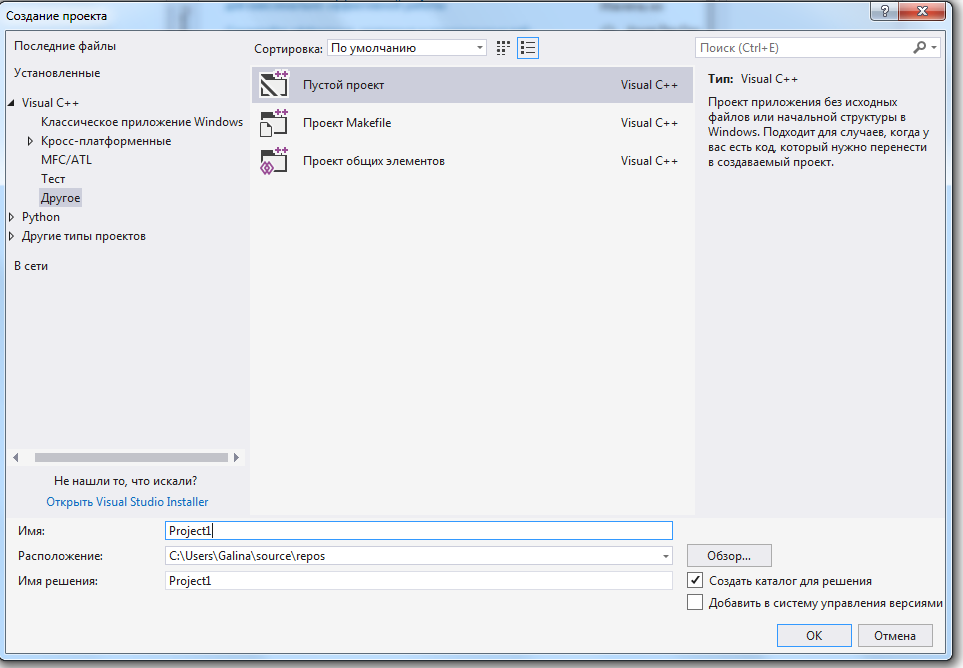 Создание проекта
Последние файлы
Установленные
Visual C++
Классическое приложение Windows
Кросс-платформенные
MFC/ATL
Тест
Другое
Python
Другие типы проектов
В сети
Не нашли то, что искали?
Открыть Visual Studio Installer
Сортировка: По умолчанию
Пустой проект Visual C++
Проект Makefile Visual C++
Проект общих элементов Visual C++
Поиск (Ctrl+E)
Тип: Visual C++
Проект приложения без исходных
файлов или начальной структуры в
Windows. Подходит для случаев, когда у
вас есть код, который нужно перенести
в создаваемый проект.
Имя: Project1
Расположение: C:\Users\Galina\source\repos Обзор...
Имя решения: Project1
Создать каталог для решения
Добавить в систему управления версиями
OK Отмена